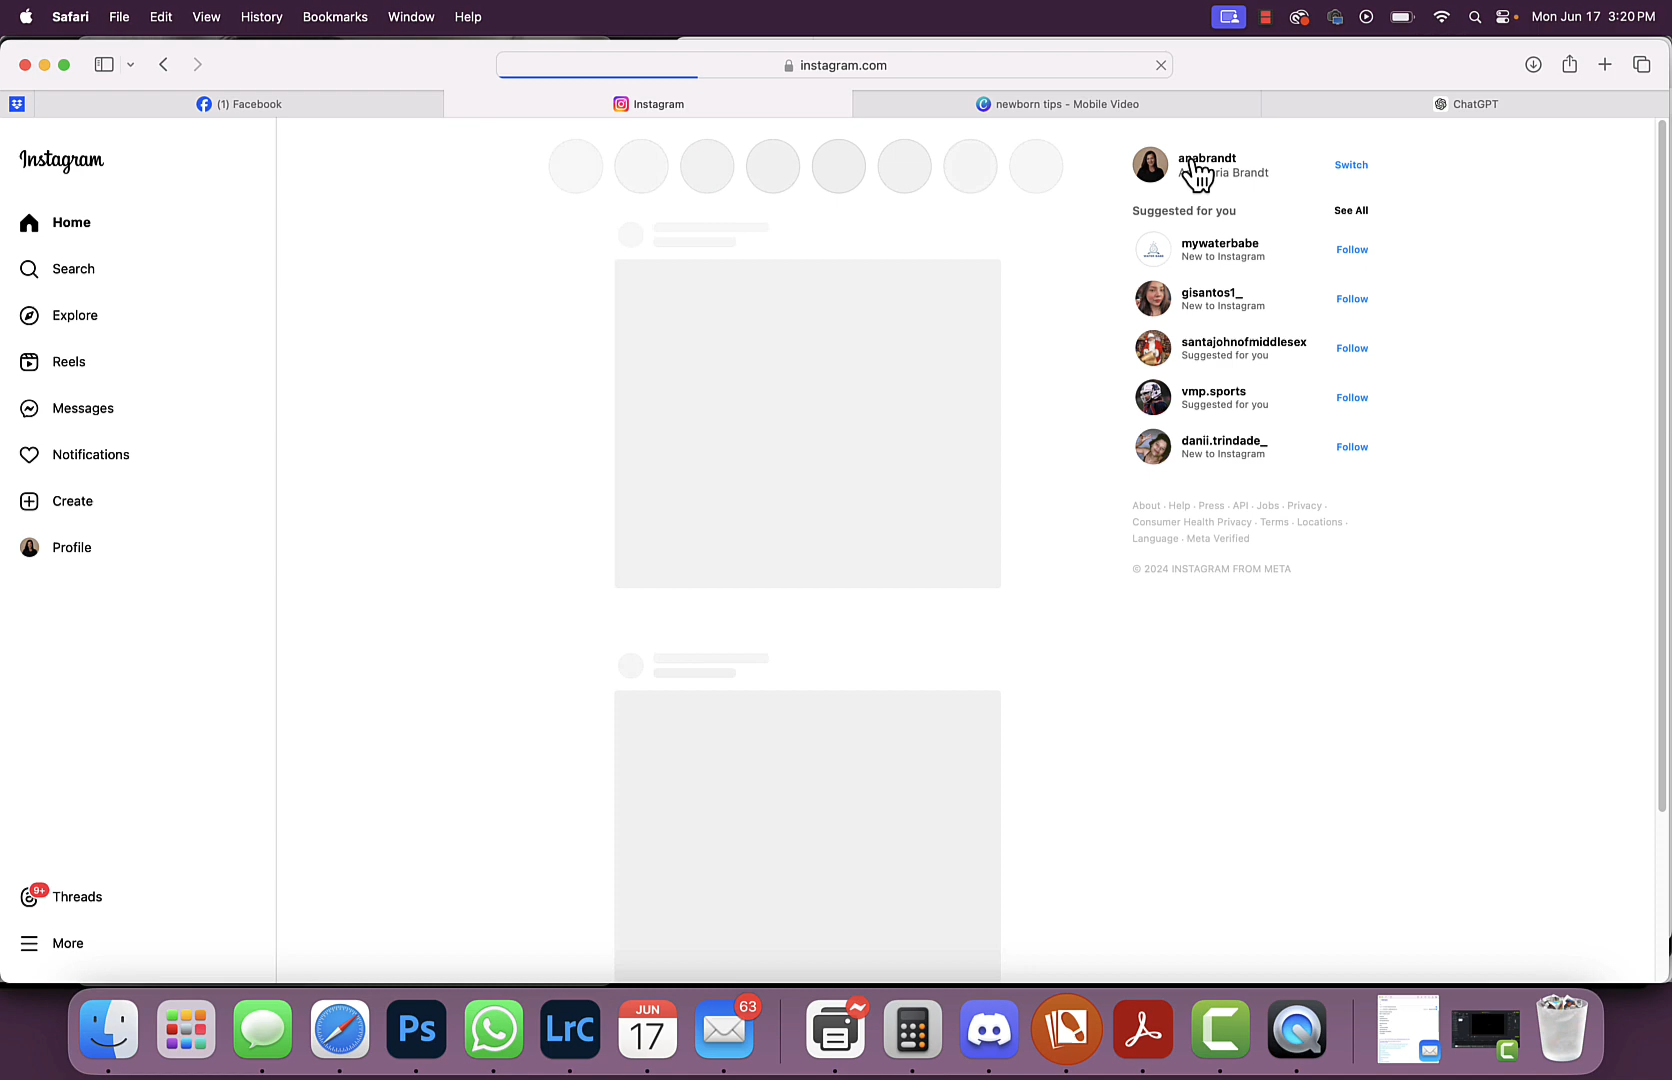 Safari File Edit View History Bookmarks Window Help
Mon Jun 17 3:20 PM
instagram.com
(1) Facebook
Instagram
newborn tips - Mobile Video
ChatGPT
Instagram
Home
Search
Explore
Reels
Messages
Notifications
Create
Profile
9+
Threads
More
anabrandt
ria Brandt
Switch
Suggested for you
See All
mywaterbabe
New to Instagram
Follow
gisantos1_
New to Instagram
Follow
santajohnofmiddlesex
Suggested for you
Follow
vmp.sports
Suggested for you
Follow
danii.trindade_
New to Instagram
Follow
About · Help · Press · API · Jobs · Privacy ·
Consumer Health Privacy · Terms · Locations ·
Language · Meta Verified
© 2024 INSTAGRAM FROM META
Ps
LrC
JUN
17
63